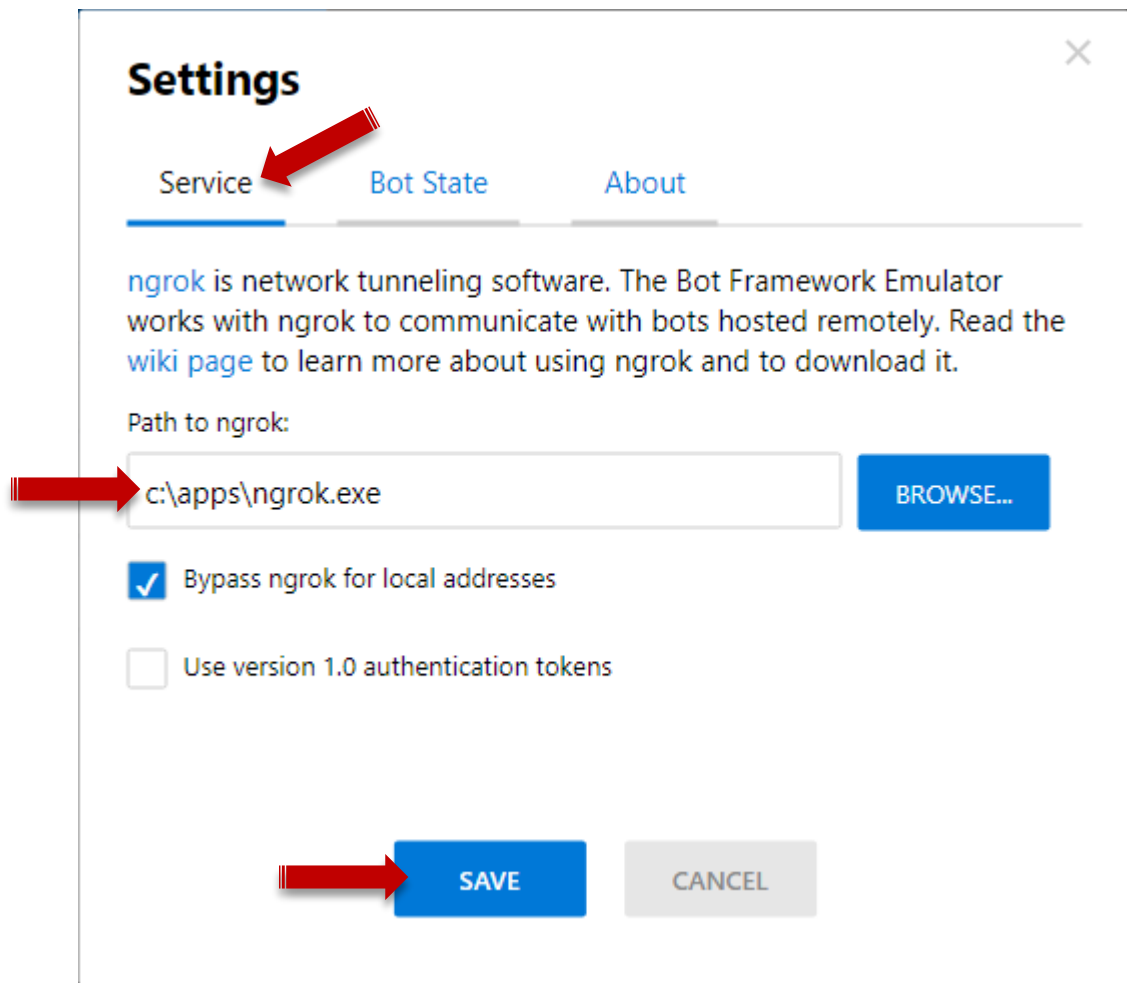 Settings
Service Bot State About
ngrok is network tunneling software. The Bot Framework Emulator
works with ngrok to communicate with bots hosted remotely. Read the
wiki page to learn more about using ngrok and to download it.
Path to ngrok:
c:\apps\ngrok.exe BROWSE...
Bypass ngrok for local addresses
Use version 1.0 authentication tokens
SAVE CANCEL